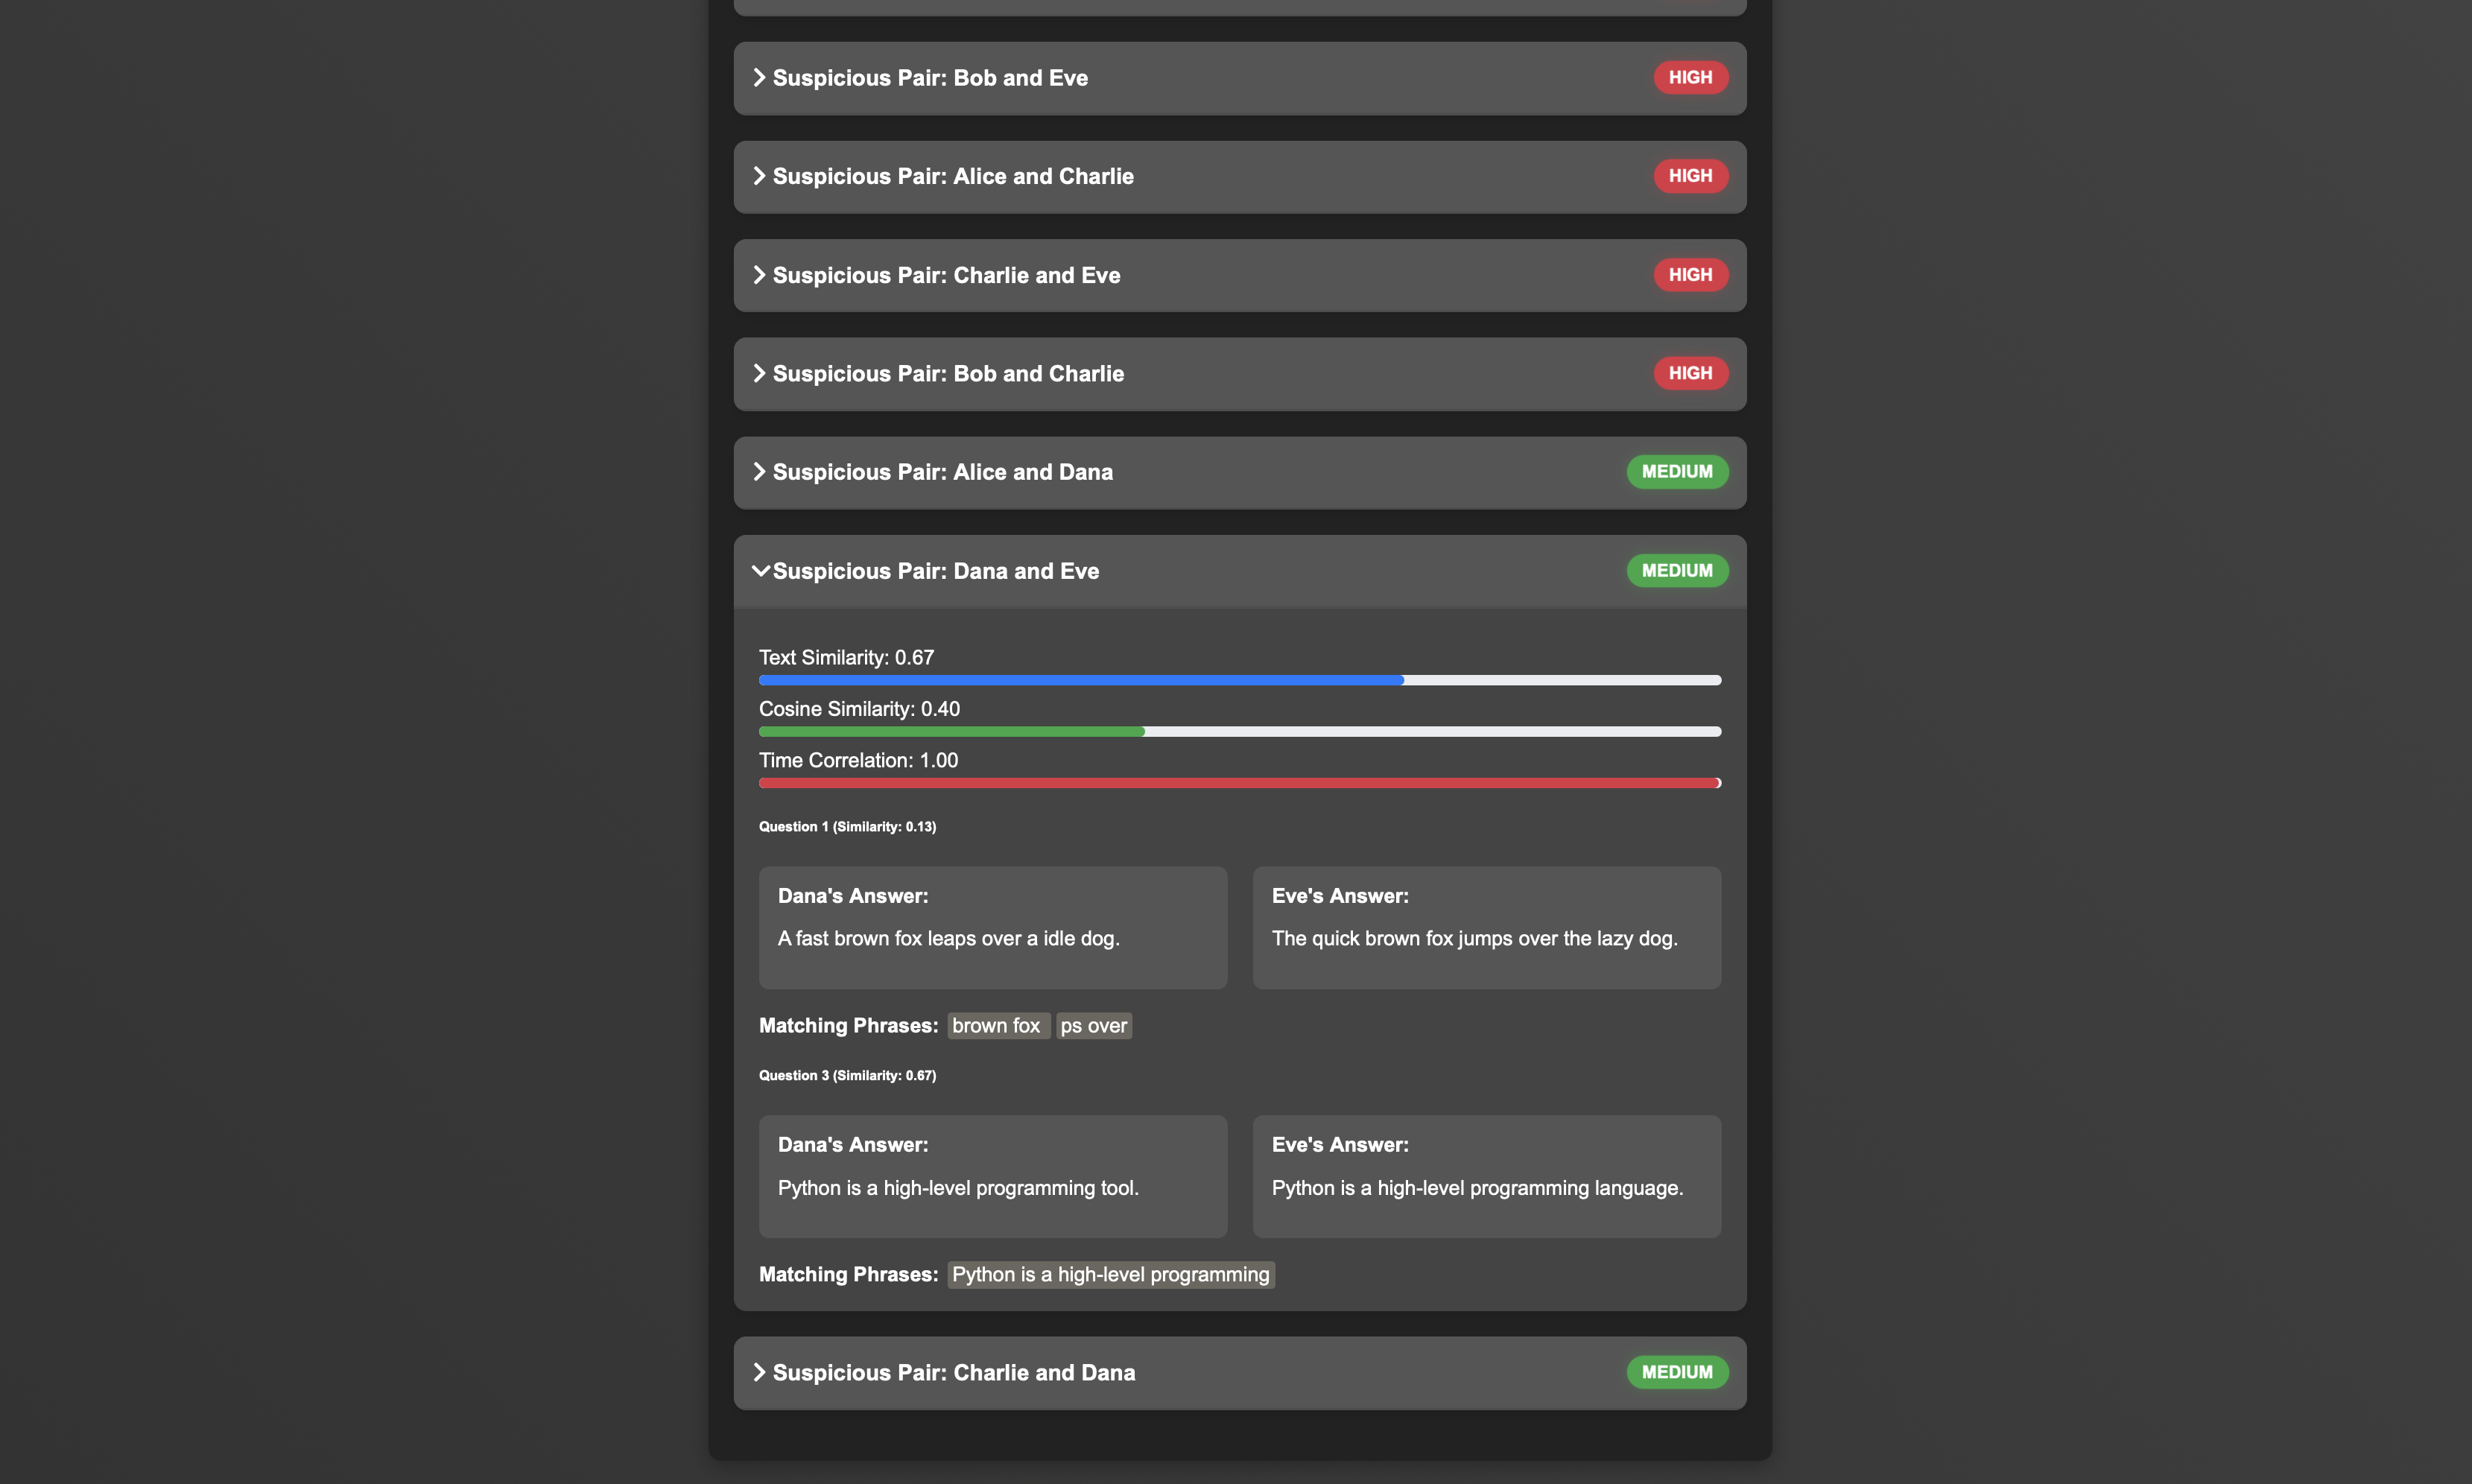 Suspicious Pair: Bob and Eve
HIGH
Suspicious Pair: Alice and Charlie
HIGH
Suspicious Pair: Charlie and Eve
HIGH
Suspicious Pair: Bob and Charlie
HIGH
Suspicious Pair: Alice and Dana
MEDIUM
Suspicious Pair: Dana and Eve
MEDIUM
Text Similarity: 0.67
Cosine Similarity: 0.40
Time Correlation: 1.00
Question 1 (Similarity: 0.13)
Dana's Answer:
A fast brown fox leaps over a idle dog.
Eve's Answer:
The quick brown fox jumps over the lazy dog.
Matching Phrases: brown fox ps over
Question 3 (Similarity: 0.67)
Dana's Answer:
Python is a high-level programming tool.
Eve's Answer:
Python is a high-level programming language.
Matching Phrases: Python is a high-level programming
Suspicious Pair: Charlie and Dana
MEDIUM